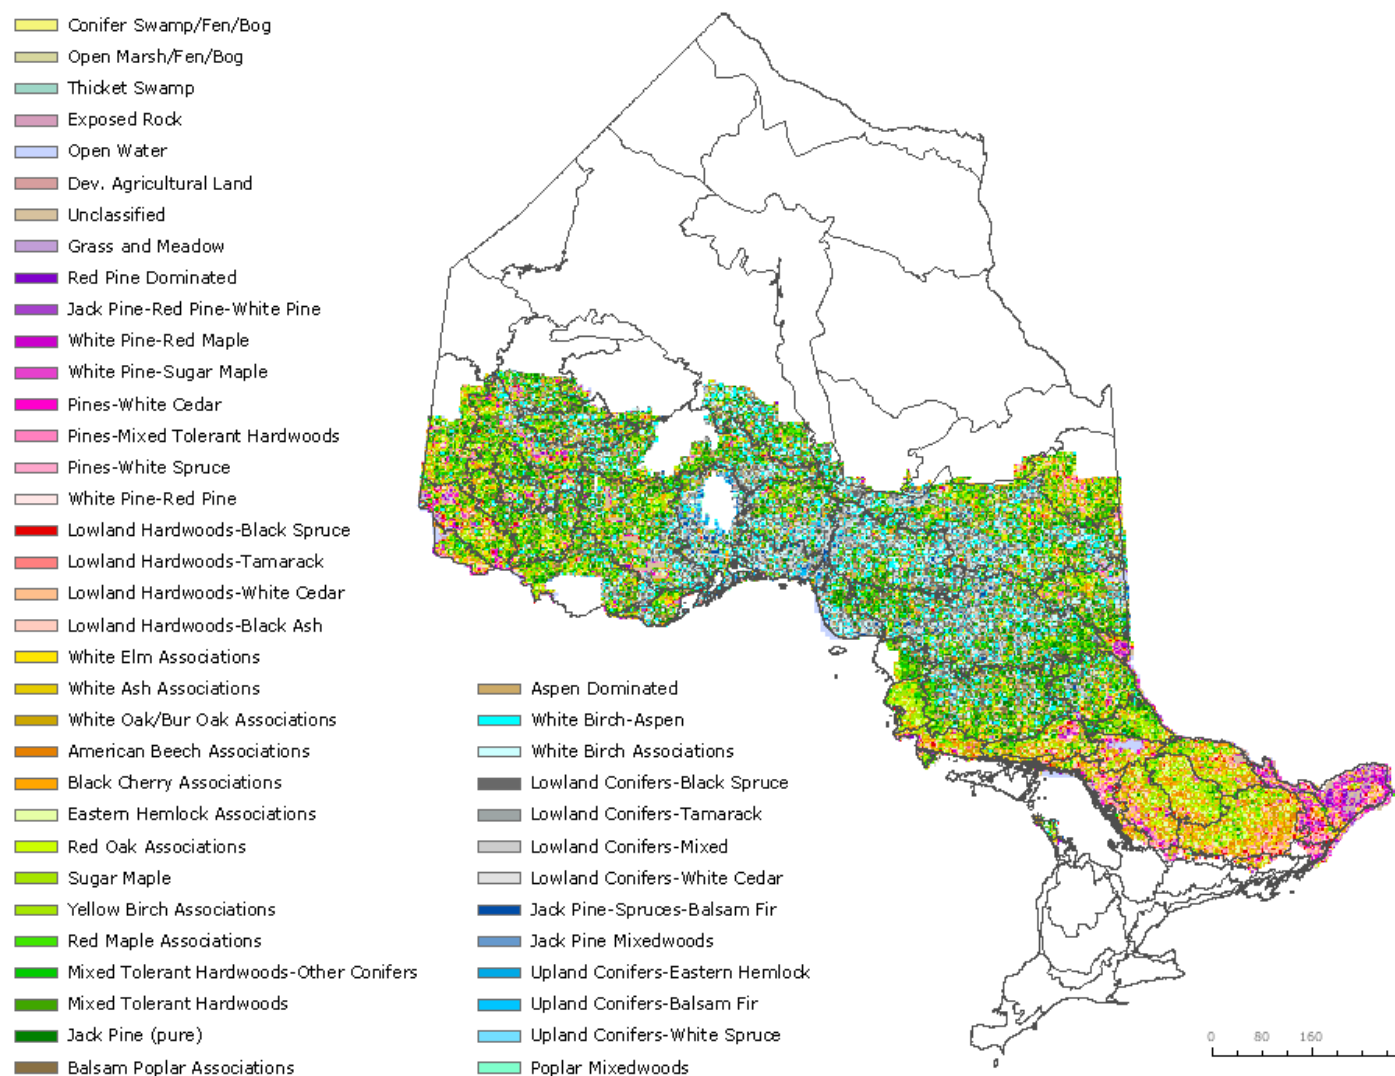 Conifer Swamp/Fen/Bog
Open Marsh/Fen/Bog
Thicket Swamp
Exposed Rock
Open Water
Dev. Agricultural Land
Unclassified
Grass and Meadow
Red Pine Dominated
Jack Pine-Red Pine-White Pine
White Pine-Red Maple
White Pine-Sugar Maple
Pines-White Cedar
Pines-Mixed Tolerant Hardwoods
Pines-White Spruce
White Pine-Red Pine
Lowland Hardwoods-Black Spruce
Lowland Hardwoods-Tamarack
Lowland Hardwoods-White Cedar
Lowland Hardwoods-Black Ash
White Elm Associations
White Ash Associations
White Oak/Bur Oak Associations
American Beech Associations
Black Cherry Associations
Eastern Hemlock Associations
Red Oak Associations
Sugar Maple
Yellow Birch Associations
Red Maple Associations
Mixed Tolerant Hardwoods-Other Conifers
Mixed Tolerant Hardwoods
Jack Pine (pure)
Balsam Poplar Associations
Aspen Dominated
White Birch-Aspen
White Birch Associations
Lowland Conifers-Black Spruce
Lowland Conifers-Tamarack
Lowland Conifers-Mixed
Lowland Conifers-White Cedar
Jack Pine-Spruces-Balsam Fir
Jack Pine Mixedwoods
Upland Conifers-Eastern Hemlock
Upland Conifers-Balsam Fir
Upland Conifers-White Spruce
Poplar Mixedwoods
0 80 160